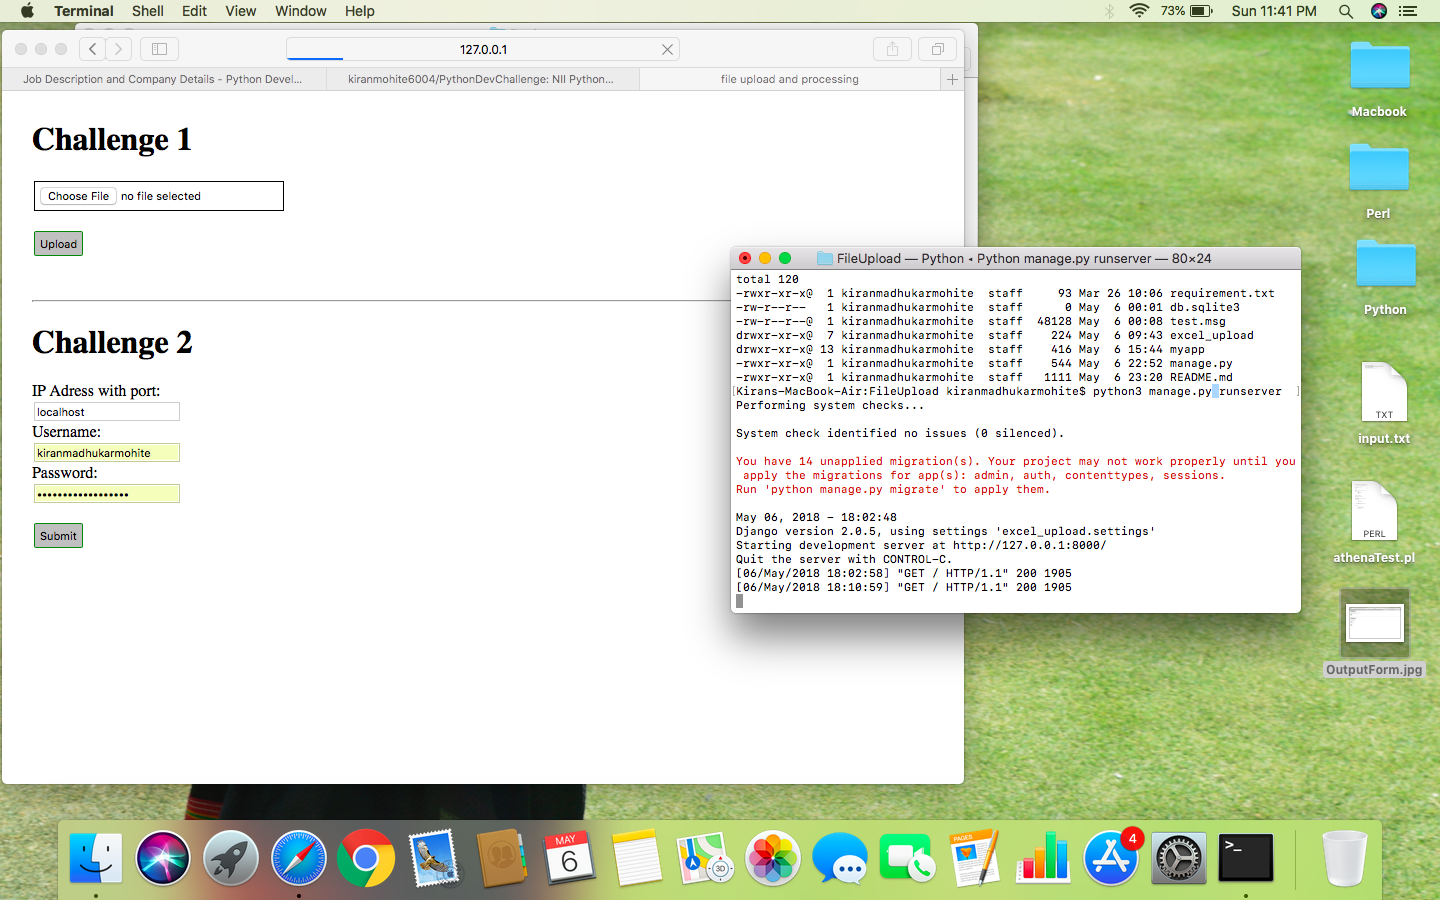 Terminal Shell Edit View Window Help 73% Sun 11:41 PM
127.0.0.1
Job Description and Company Details - Python Devel... kiranmohite6004/PythonDevChallenge: NII Python... file upload and processing
Challenge 1
Choose File no file selected
Upload
Challenge 2
IP Adress with port:
localhost
Username:
kiranmadhukarmohite
Password:
••••••••••••••••••
Submit
FileUpload — Python ◂ Python manage.py runserver — 80×24
total 120
-rwxr-xr-x@ 1 kiranmadhukarmohite staff 93 Mar 26 10:06 requirement.txt
-rw-r--r-- 1 kiranmadhukarmohite staff 0 May 6 00:01 db.sqlite3
-rw-r--r--@ 1 kiranmadhukarmohite staff 48128 May 6 00:08 test.msg
drwxr-xr-x@ 7 kiranmadhukarmohite staff 224 May 6 09:43 excel_upload
drwxr-xr-x@ 13 kiranmadhukarmohite staff 416 May 6 15:44 myapp
-rwxr-xr-x@ 1 kiranmadhukarmohite staff 544 May 6 22:52 manage.py
-rwxr-xr-x@ 1 kiranmadhukarmohite staff 1111 May 6 23:20 README.md
[Kirans-MacBook-Air:FileUpload kiranmadhukarmohite$ python3 manage.py runserver ]
Performing system checks...
System check identified no issues (0 silenced).
You have 14 unapplied migration(s). Your project may not work properly until you
apply the migrations for app(s): admin, auth, contenttypes, sessions.
Run 'python manage.py migrate' to apply them.
May 06, 2018 - 18:02:48
Django version 2.0.5, using settings 'excel_upload.settings'
Starting development server at http://127.0.0.1:8000/
Quit the server with CONTROL-C.
[06/May/2018 18:02:58] "GET / HTTP/1.1" 200 1905
[06/May/2018 18:10:59] "GET / HTTP/1.1" 200 1905
Macbook
Perl
Python
TXT
input.txt
PERL
athenaTest.pl
OutputForm.jpg
MAY
6
3D
PAGES
4
>_